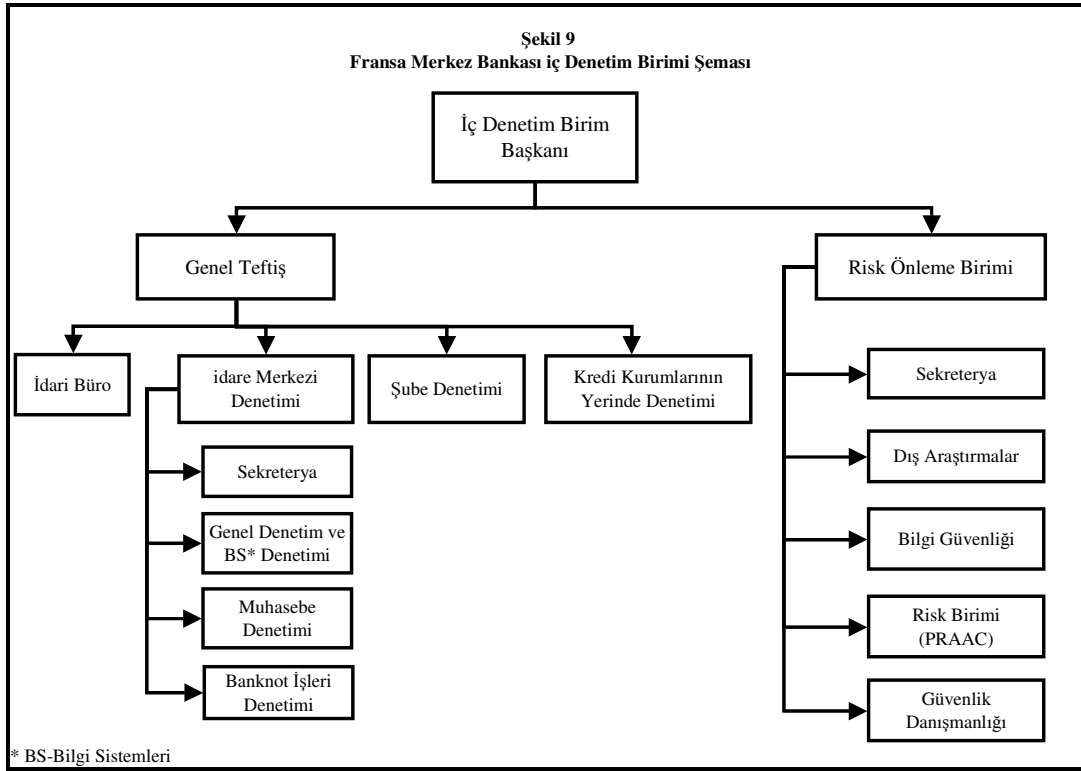 Şekil 9
Fransa Merkez Bankası iç Denetim Birimi Şeması
İç Denetim Birim
Başkanı
Genel Teftiş
Risk Önleme Birimi
İdari Büro
idare Merkezi
Denetimi
Şube Denetimi
Kredi Kurumlarının
Yerinde Denetimi
Sekreterya
Genel Denetim ve
BS* Denetimi
Muhasebe
Denetimi
Banknot İşleri
Denetimi
Sekreterya
Dış Araştırmalar
Bilgi Güvenliği
Risk Birimi
(PRAAC)
Güvenlik
Danışmanlığı
* BS-Bilgi Sistemleri